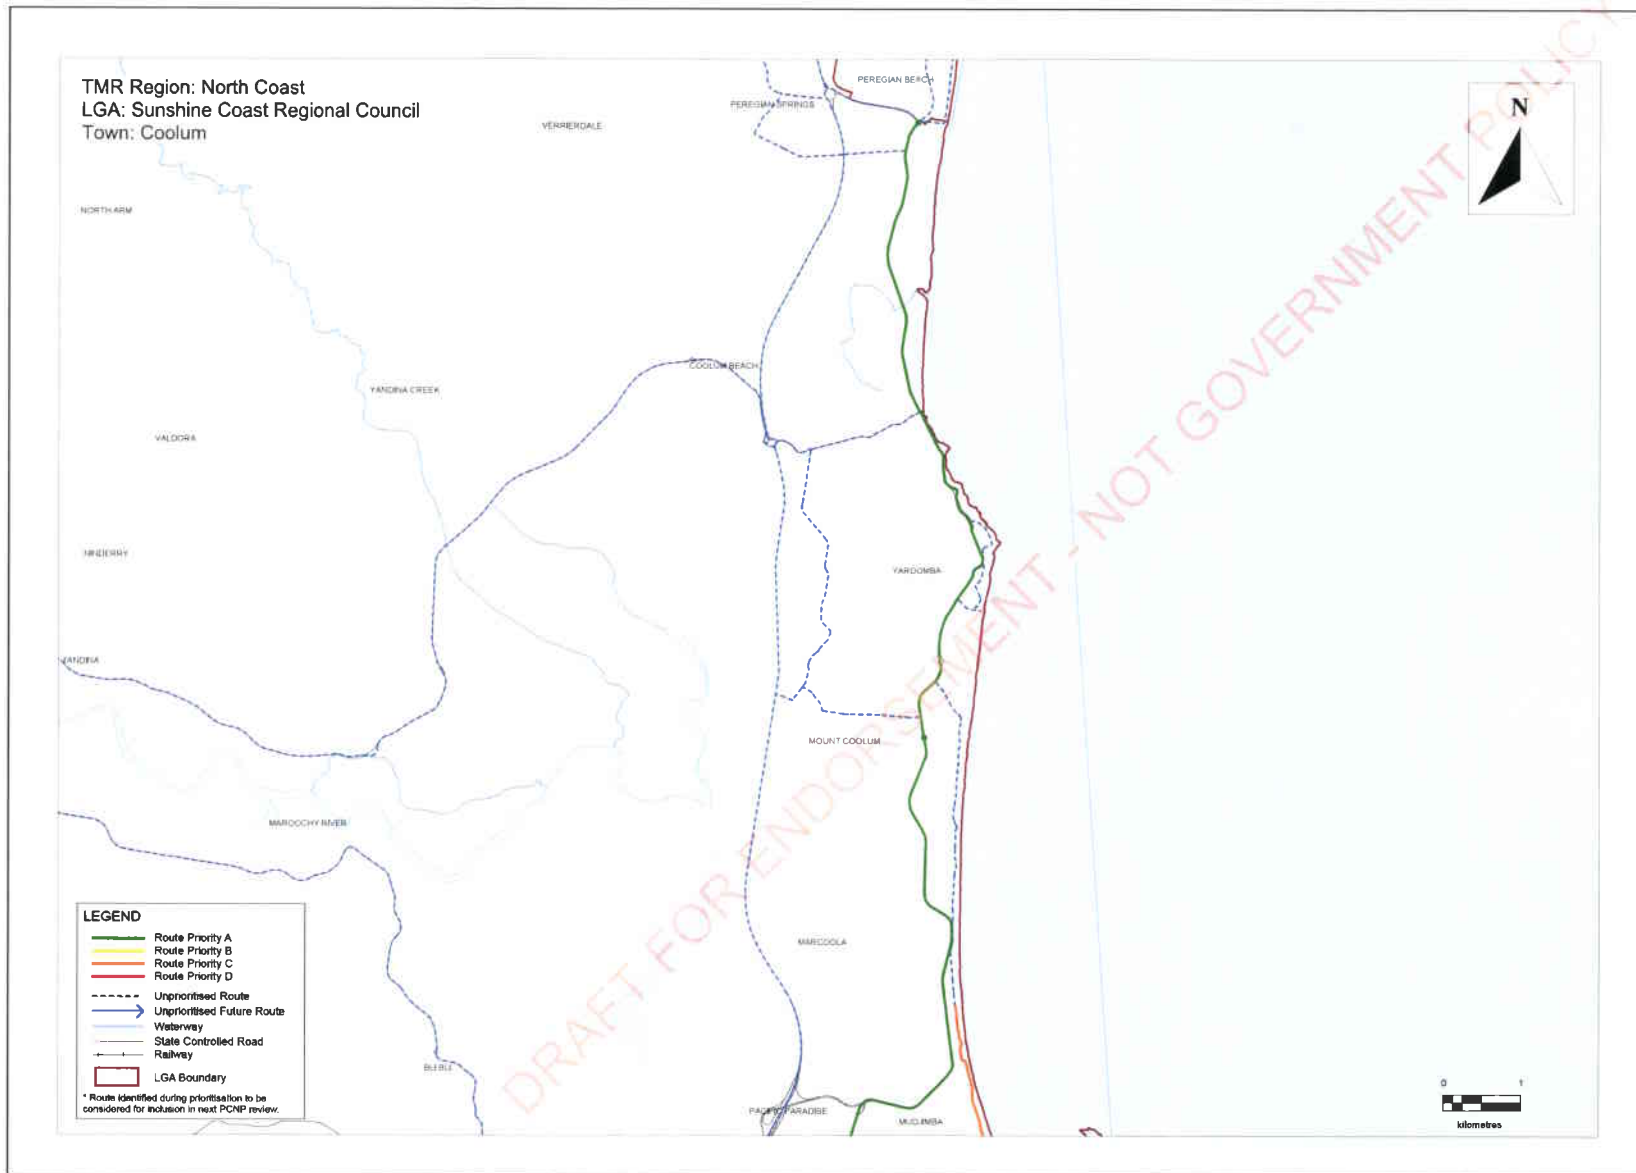 TMR Region: North Coast
LGA: Sunshine Coast Regional Council
Town: Coolum
PEREGIAN BEACH
PEREGIAN SPRINGS
VERRIERDALE
N
NORTH ARM
COOLUM BEACH
YANDINA CREEK
VALDORA
NINDERRY
YAROOMBA
YANDINA
MOUNT COOLUM
MAROOCHY RIVER
MARCOOLA
BLI BLI
PACIFIC PARADISE
MUDJIMBA
LEGEND
Route Priority A
Route Priority B
Route Priority C
Route Priority D
Unprioritised Route
Unprioritised Future Route
Waterway
State Controlled Road
Railway
LGA Boundary
* Route identified during prioritisation to be
considered for inclusion in next PCNP review.
0 1
kilometres
DRAFT FOR ENDORSEMENT - NOT GOVERNMENT POLICY